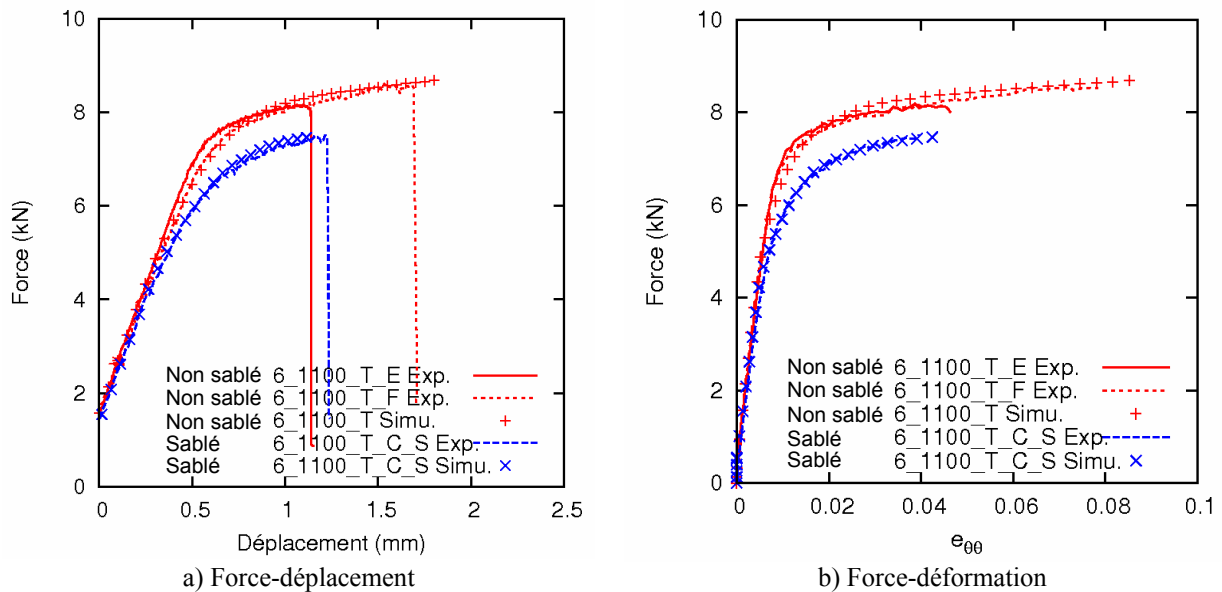 10
8
6
4
2
0
Force (kN)
Non sablé 6_1100_T_E Exp.
Non sablé 6_1100_T_F Exp.
Non sablé 6_1100_T Simu.
Sablé 6_1100_T_C_S Exp.
Sablé 6_1100_T_C_S Simu.
0 0.5 1 1.5 2 2.5
Déplacement (mm)
a) Force-déplacement
10
8
6
4
2
0
Force (kN)
Non sablé 6_1100_T_E Exp.
Non sablé 6_1100_T_F Exp.
Non sablé 6_1100_T Simu.
Sablé 6_1100_T_C_S Exp.
Sablé 6_1100_T_C_S Simu.
0 0.02 0.04 0.06 0.08 0.1
eθθ
b) Force-déformation